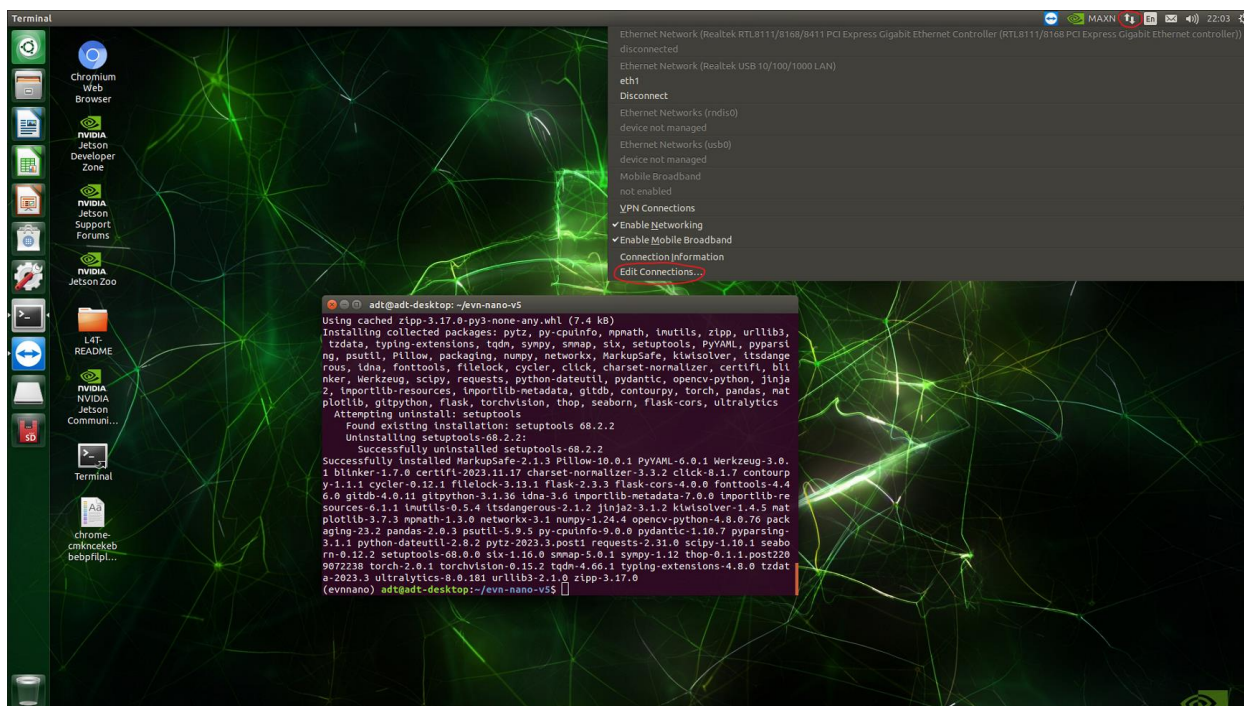 Terminal
MAXN
En
22:03
Chromium
Web
Browser
NVIDIA.
Jetson
Developer
Zone
NVIDIA.
Jetson
Support
Forums
NVIDIA.
Jetson Zoo
L4T-
README
NVIDIA.
NVIDIA
Jetson
Communi...
Terminal
Aa
chrome-
cmkncekeb
bebpfilpl...
SD
Ethernet Network (Realtek RTL8111/8168/8411 PCI Express Gigabit Ethernet Controller (RTL8111/8168 PCI Express Gigabit Ethernet controller))
disconnected
Ethernet Network (Realtek USB 10/100/1000 LAN)
eth1
Disconnect
Ethernet Networks (rndis0)
device not managed
Ethernet Networks (usb0)
device not managed
Mobile Broadband
not enabled
VPN Connections
Enable Networking
Enable Mobile Broadband
Connection Information
Edit Connections...
adt@adt-desktop: ~/evn-nano-v5
Using cached zipp-3.17.0-py3-none-any.whl (7.4 kB)
Installing collected packages: pytz, py-cpuinfo, mpmath, imutils, zipp, urllib3,
tzdata, typing-extensions, tqdm, sympy, smmap, six, setuptools, PyYAML, pyparsi
ng, psutil, Pillow, packaging, numpy, networkx, MarkupSafe, kiwisolver, itsdange
rous, idna, fonttools, filelock, cycler, click, charset-normalizer, certifi, bli
nker, Werkzeug, scipy, requests, python-dateutil, pydantic, opencv-python, jinja
2, importlib-resources, importlib-metadata, gitdb, contourpy, torch, pandas, mat
plotlib, gitpython, flask, torchvision, thop, seaborn, flask-cors, ultralytics
Attempting uninstall: setuptools
Found existing installation: setuptools 68.2.2
Uninstalling setuptools-68.2.2:
Successfully uninstalled setuptools-68.2.2
Successfully installed MarkupSafe-2.1.3 Pillow-10.0.1 PyYAML-6.0.1 Werkzeug-3.0.
1 blinker-1.7.0 certifi-2023.11.17 charset-normalizer-3.3.2 click-8.1.7 contourp
y-1.1.1 cycler-0.12.1 filelock-3.13.1 flask-2.3.3 flask-cors-4.0.0 fonttools-4.4
6.0 gitdb-4.0.11 gitpython-3.1.36 idna-3.6 importlib-metadata-7.0.0 importlib-re
sources-6.1.1 imutils-0.5.4 itsdangerous-2.1.2 jinja2-3.1.2 kiwisolver-1.4.5 mat
plotlib-3.7.3 mpmath-1.3.0 networkx-3.1 numpy-1.24.4 opencv-python-4.8.0.76 pack
aging-23.2 pandas-2.0.3 psutil-5.9.5 py-cpuinfo-9.0.0 pydantic-1.10.7 pyparsing-
3.1.1 python-dateutil-2.8.2 pytz-2023.3.post1 requests-2.31.0 scipy-1.10.1 seabo
rn-0.12.2 setuptools-68.0.0 six-1.16.0 smmap-5.0.1 sympy-1.12 thop-0.1.1.post220
9072238 torch-2.0.1 torchvision-0.15.2 tqdm-4.66.1 typing-extensions-4.8.0 tzdat
a-2023.3 ultralytics-8.0.181 urllib3-2.1.0 zipp-3.17.0
(evnnano) adt@adt-desktop:~/evn-nano-v5$